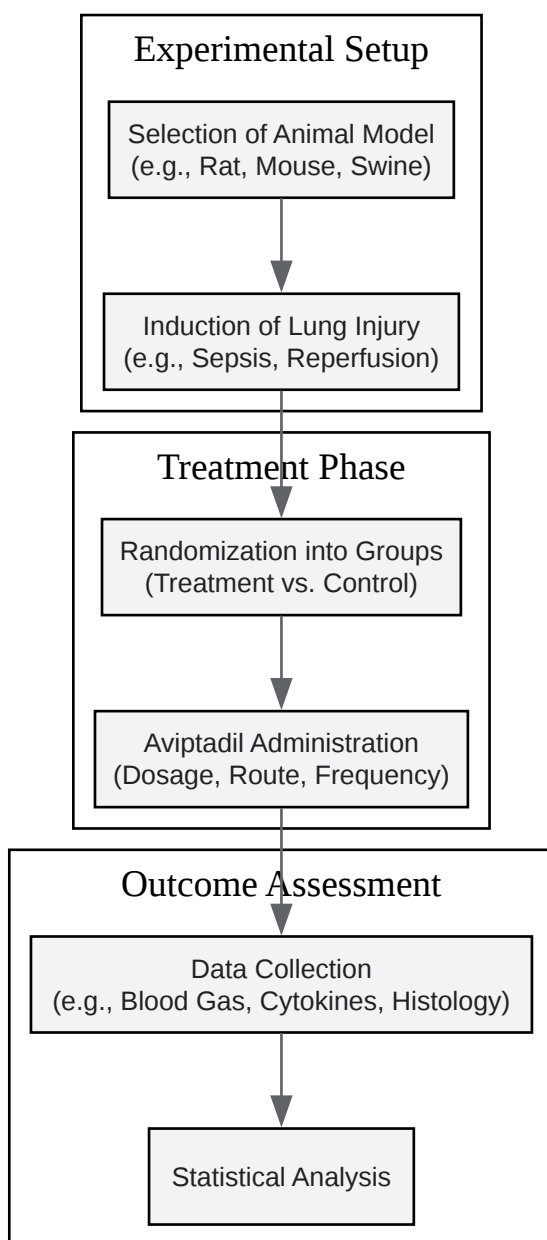 Experimental Setup
Selection of Animal Model
(e.g., Rat, Mouse, Swine)
Induction of Lung Injury
(e.g., Sepsis, Reperfusion)
Treatment Phase
Randomization into Groups
(Treatment vs. Control)
Aviptadil Administration
(Dosage, Route, Frequency)
Outcome Assessment
Data Collection
(e.g., Blood Gas, Cytokines, Histology)
Statistical Analysis